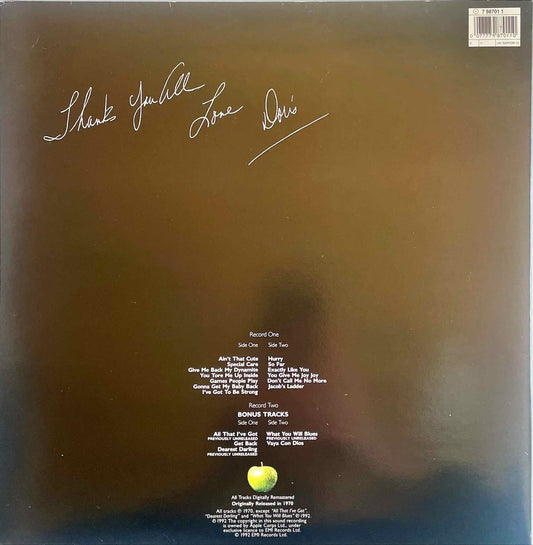 7 98701 1
Thank You All
Love Doris
Record One
Side One Side Two
Ain't That Cute Hurry
Special Care So Far
Give Me Back My Dynamite Exactly Like You
You Tore Me Up Inside You Give Me Joy Joy
Games People Play Don't Call Me No More
Gonna Get My Baby Back Jacob's Ladder
I've Got To Be Strong
Record Two
BONUS TRACKS
Side One Side Two
All That I've Got What You Will Blues
PREVIOUSLY UNRELEASED PREVIOUSLY UNRELEASED
Get Back Vaya Con Dios
Dearest Darling
PREVIOUSLY UNRELEASED
All Tracks Digitally Remastered
Originally Released in 1970
All tracks ℗ 1970, except "All That I've Got",
"Dearest Darling" and "What You Will Blues" ℗ 1992.
© 1992 The copyright in this sound recording
is owned by Apple Corps Ltd., under
exclusive licence to EMI Records Ltd.
© 1992 EMI Records Ltd.